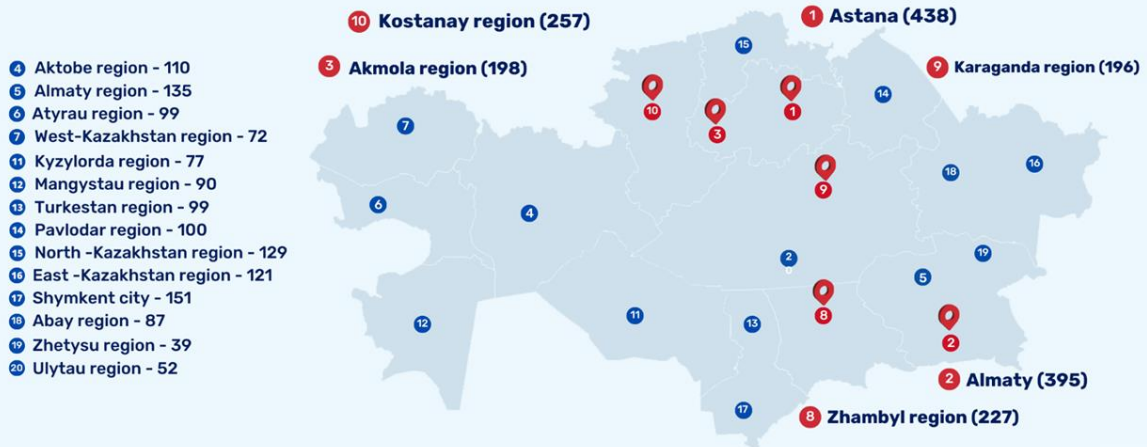 10 Kostanay region (257)
1 Astana (438)
3 Akmola region (198)
9 Karaganda region (196)
4 Aktobe region - 110
5 Almaty region - 135
6 Atyrau region - 99
7 West-Kazakhstan region - 72
11 Kyzylorda region - 77
12 Mangystau region - 90
13 Turkestan region - 99
14 Pavlodar region - 100
15 North -Kazakhstan region - 129
16 East -Kazakhstan region - 121
17 Shymkent city - 151
18 Abay region - 87
19 Zhetysu region - 39
20 Ulytau region - 52
15
10
3
1
14
7
9
18
16
6
4
2
0
5
19
12
11
13
8
2
17
2 Almaty (395)
8 Zhambyl region (227)